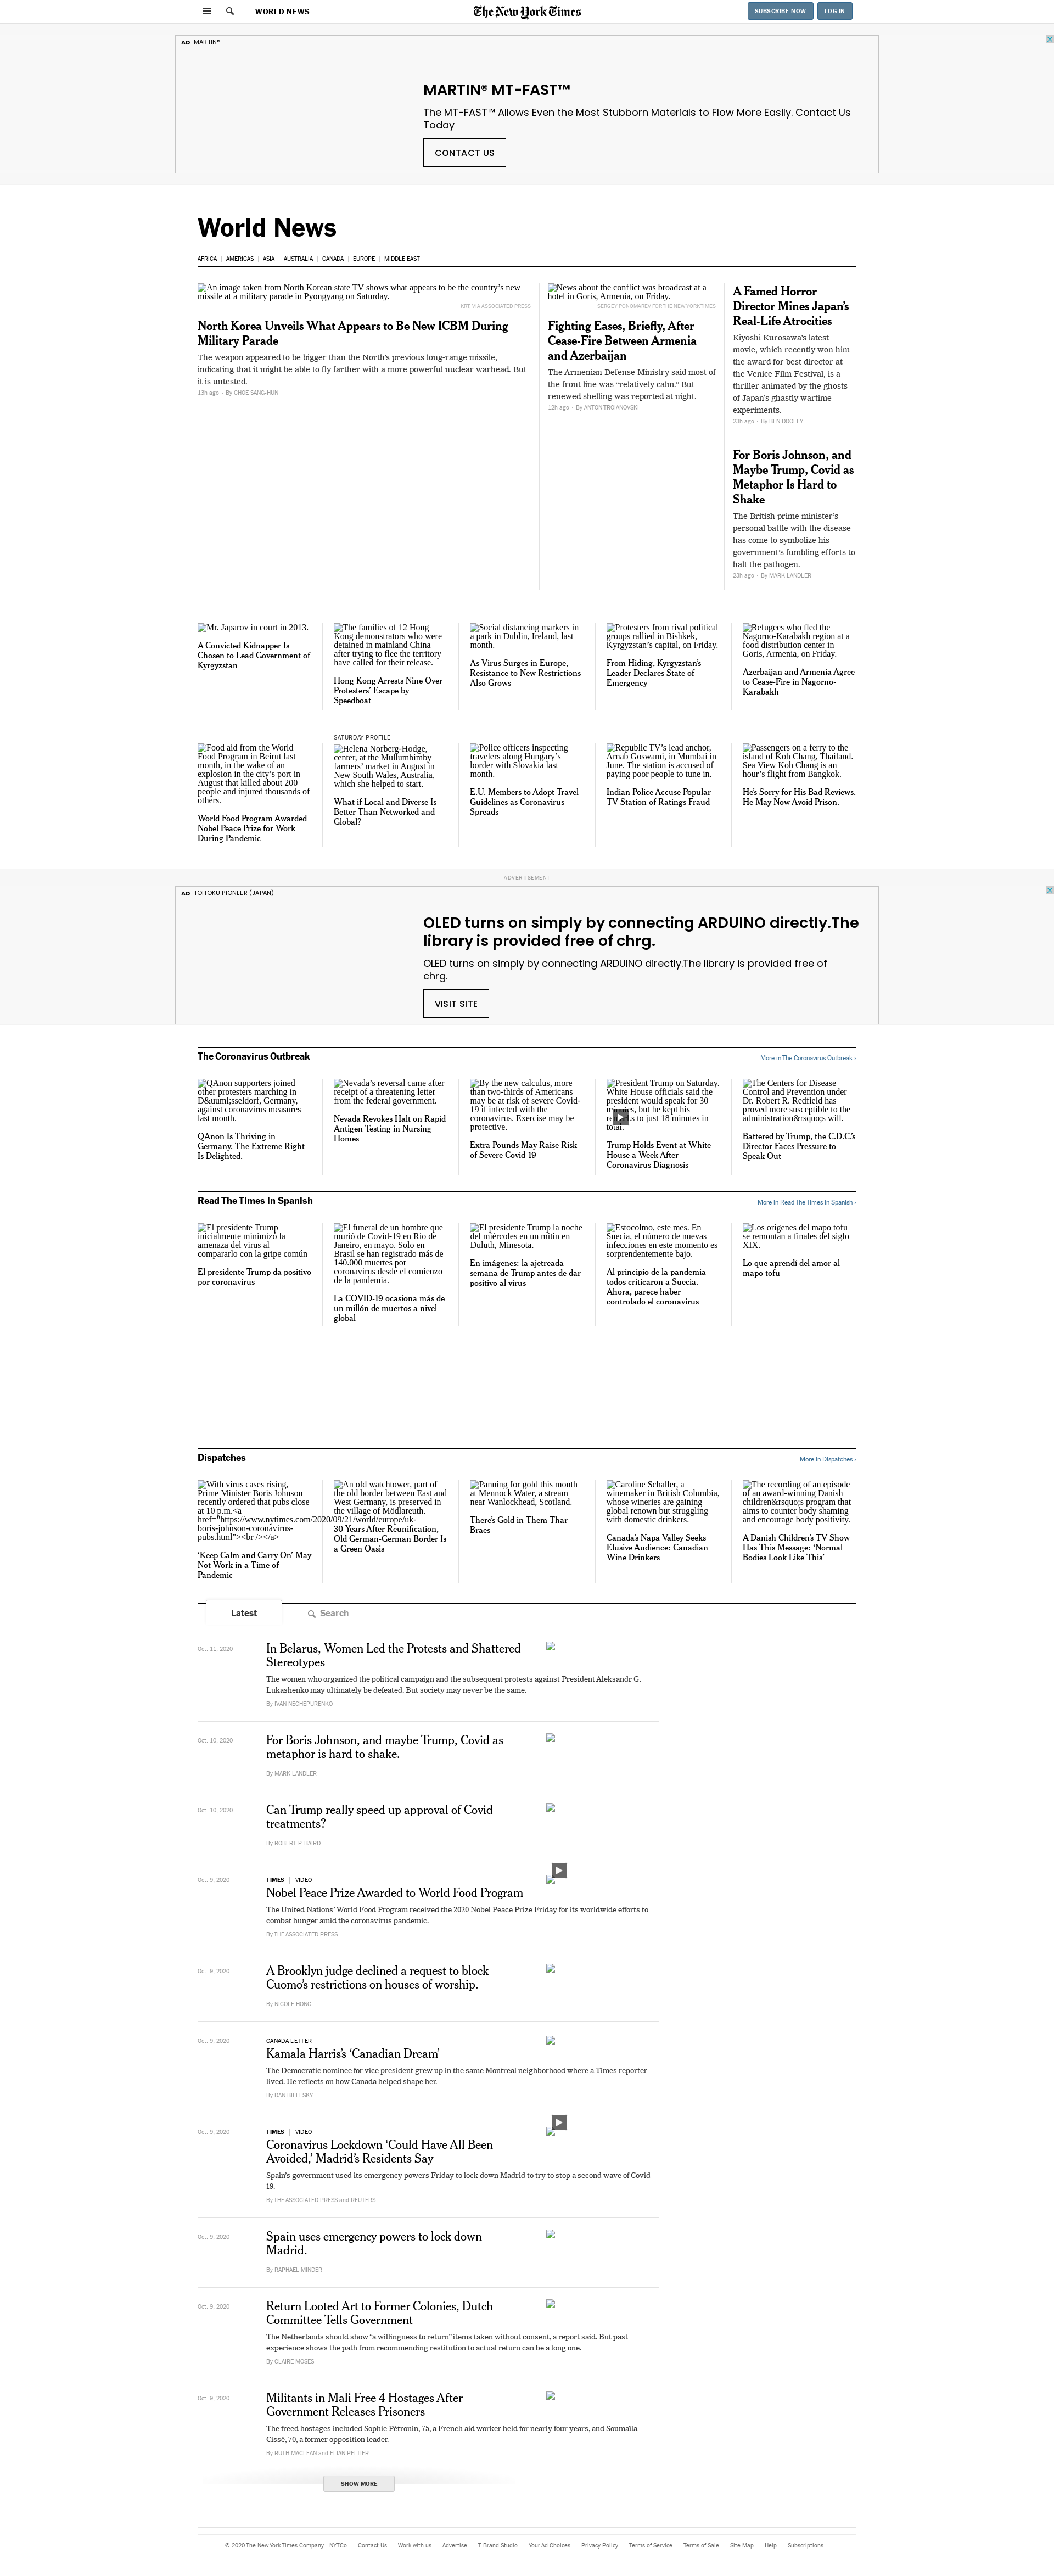 WORLD NEWS
The New York Times
SUBSCRIBE NOW
LOG IN
AD MARTIN®
MARTIN® MT-FAST™
The MT-FAST™ Allows Even the Most Stubborn Materials to Flow More Easily. Contact Us
Today
CONTACT US
World News
AFRICA
AMERICAS
ASIA
AUSTRALIA
CANADA
EUROPE
MIDDLE EAST
An image taken from North Korean state TV shows what appears to be the country's new
missile at a military parade in Pyongyang on Saturday.
KRT, VIA ASSOCIATED PRESS
North Korea Unveils What Appears to Be New ICBM During
Military Parade
The weapon appeared to be bigger than the North's previous long-range missile,
indicating that it might be able to fly farther with a more powerful nuclear warhead. But
it is untested.
13h ago • By CHOE SANG-HUN
News about the conflict was broadcast at a
hotel in Goris, Armenia, on Friday.
SERGEY PONOMAREV FOR THE NEW YORK TIMES
Fighting Eases, Briefly, After
Cease-Fire Between Armenia
and Azerbaijan
The Armenian Defense Ministry said most of
the front line was “relatively calm.” But
renewed shelling was reported at night.
12h ago • By ANTON TROIANOVSKI
A Famed Horror
Director Mines Japan’s
Real-Life Atrocities
Kiyoshi Kurosawa’s latest
movie, which recently won him
the award for best director at
the Venice Film Festival, is a
thriller animated by the ghosts
of Japan’s ghastly wartime
experiments.
23h ago • By BEN DOOLEY
For Boris Johnson, and
Maybe Trump, Covid as
Metaphor Is Hard to
Shake
The British prime minister’s
personal battle with the disease
has come to symbolize his
government’s fumbling efforts to
halt the pathogen.
23h ago • By MARK LANDLER
Mr. Japarov in court in 2013.
A Convicted Kidnapper Is
Chosen to Lead Government of
Kyrgyzstan
The families of 12 Hong
Kong demonstrators who were
detained in mainland China
after trying to flee the territory
have called for their release.
Hong Kong Arrests Nine Over
Protesters’ Escape by
Speedboat
Social distancing markers in
a park in Dublin, Ireland, last
month.
As Virus Surges in Europe,
Resistance to New Restrictions
Also Grows
Protesters from rival political
groups rallied in Bishkek,
Kyrgyzstan’s capital, on Friday.
From Hiding, Kyrgyzstan’s
Leader Declares State of
Emergency
Refugees who fled the
Nagorno-Karabakh region at a
food distribution center in
Goris, Armenia, on Friday.
Azerbaijan and Armenia Agree
to Cease-Fire in Nagorno-
Karabakh
Food aid from the World
Food Program in Beirut last
month, in the wake of an
explosion in the city’s port in
August that killed about 200
people and injured thousands of
others.
World Food Program Awarded
Nobel Peace Prize for Work
During Pandemic
SATURDAY PROFILE
Helena Norberg-Hodge,
center, at the Mullumbimby
farmers’ market in August in
New South Wales, Australia,
which she helped to start.
What if Local and Diverse Is
Better Than Networked and
Global?
Police officers inspecting
travelers along Hungary’s
border with Slovakia last
month.
E.U. Members to Adopt Travel
Guidelines as Coronavirus
Spreads
Republic TV’s lead anchor,
Arnab Goswami, in Mumbai in
June. The station is accused of
paying poor people to tune in.
Indian Police Accuse Popular
TV Station of Ratings Fraud
Passengers on a ferry to the
island of Koh Chang, Thailand.
Sea View Koh Chang is an
hour’s flight from Bangkok.
He’s Sorry for His Bad Reviews.
He May Now Avoid Prison.
ADVERTISEMENT
AD TOHOKU PIONEER (JAPAN)
OLED turns on simply by connecting ARDUINO directly.The
library is provided free of chrg.
OLED turns on simply by connecting ARDUINO directly.The library is provided free of
chrg.
VISIT SITE
The Coronavirus Outbreak
More in The Coronavirus Outbreak ›
QAnon supporters joined
other protesters marching in
D&uuml;sseldorf, Germany,
against coronavirus measures
last month.
QAnon Is Thriving in
Germany. The Extreme Right
Is Delighted.
Nevada’s reversal came after
receipt of a threatening letter
from the federal government.
Nevada Revokes Halt on Rapid
Antigen Testing in Nursing
Homes
By the new calculus, more
than two-thirds of Americans
may be at risk of severe Covid-
19 if infected with the
coronavirus. Exercise may be
protective.
Extra Pounds May Raise Risk
of Severe Covid-19
President Trump on Saturday.
White House officials said the
president would speak for 30
but he kept his
to just 18 minutes in
total.
Trump Holds Event at White
House a Week After
Coronavirus Diagnosis
The Centers for Disease
Control and Prevention under
Dr. Robert R. Redfield has
proved more susceptible to the
administration&rsquo;s will.
Battered by Trump, the C.D.C.’s
Director Faces Pressure to
Speak Out
Read The Times in Spanish
More in Read The Times in Spanish ›
El presidente Trump
inicialmente minimizó la
amenaza del virus al
compararlo con la gripe común
El presidente Trump da positivo
por coronavirus
El funeral de un hombre que
murió de Covid-19 en Río de
Janeiro, en mayo. Solo en
Brasil se han registrado más de
140.000 muertes por
coronavirus desde el comienzo
de la pandemia.
La COVID-19 ocasiona más de
un millón de muertos a nivel
global
El presidente Trump la noche
del miércoles en un mitin en
Duluth, Minesota.
En imágenes: la ajetreada
semana de Trump antes de dar
positivo al virus
Estocolmo, este mes. En
Suecia, el número de nuevas
infecciones en este momento es
sorprendentemente bajo.
Al principio de la pandemia
todos criticaron a Suecia.
Ahora, parece haber
controlado el coronavirus
Los orígenes del mapo tofu
se remontan a finales del siglo
XIX.
Lo que aprendí del amor al
mapo tofu
Dispatches
More in Dispatches ›
With virus cases rising,
Prime Minister Boris Johnson
recently ordered that pubs close
at 10 p.m.<a
href="https://www.nytimes.com/2020/09/21/world/europe/uk-
boris-johnson-coronavirus-
pubs.html"><br /></a>
‘Keep Calm and Carry On’ May
Not Work in a Time of
Pandemic
An old watchtower, part of
the old border between East and
West Germany, is preserved in
the village of Mödlareuth.
30 Years After Reunification,
Old German-German Border Is
a Green Oasis
Panning for gold this month
at Mennock Water, a stream
near Wanlockhead, Scotland.
There’s Gold in Them Thar
Braes
Caroline Schaller, a
winemaker in British Columbia,
whose wineries are gaining
global renown but struggling
with domestic drinkers.
Canada’s Napa Valley Seeks
Elusive Audience: Canadian
Wine Drinkers
The recording of an episode
of an award-winning Danish
children&rsquo;s program that
aims to counter body shaming
and encourage body positivity.
A Danish Children’s TV Show
Has This Message: ‘Normal
Bodies Look Like This’
Latest
Search
Oct. 11, 2020
In Belarus, Women Led the Protests and Shattered
Stereotypes
The women who organized the political campaign and the subsequent protests against President Aleksandr G.
Lukashenko may ultimately be defeated. But society may never be the same.
By IVAN NECHEPURENKO
Oct. 10, 2020
For Boris Johnson, and maybe Trump, Covid as
metaphor is hard to shake.
By MARK LANDLER
Oct. 10, 2020
Can Trump really speed up approval of Covid
treatments?
By ROBERT P. BAIRD
Oct. 9, 2020
TIMES | VIDEO
Nobel Peace Prize Awarded to World Food Program
The United Nations’ World Food Program received the 2020 Nobel Peace Prize Friday for its worldwide efforts to
combat hunger amid the coronavirus pandemic.
By THE ASSOCIATED PRESS
Oct. 9, 2020
A Brooklyn judge declined a request to block
Cuomo’s restrictions on houses of worship.
By NICOLE HONG
Oct. 9, 2020
CANADA LETTER
Kamala Harris’s ‘Canadian Dream’
The Democratic nominee for vice president grew up in the same Montreal neighborhood where a Times reporter
lived. He reflects on how Canada helped shape her.
By DAN BILEFSKY
Oct. 9, 2020
TIMES | VIDEO
Coronavirus Lockdown ‘Could Have All Been
Avoided,’ Madrid’s Residents Say
Spain’s government used its emergency powers Friday to lock down Madrid to try to stop a second wave of Covid-
19.
By THE ASSOCIATED PRESS and REUTERS
Oct. 9, 2020
Spain uses emergency powers to lock down
Madrid.
By RAPHAEL MINDER
Oct. 9, 2020
Return Looted Art to Former Colonies, Dutch
Committee Tells Government
The Netherlands should show “a willingness to return” items taken without consent, a report said. But past
experience shows the path from recommending restitution to actual return can be a long one.
By CLAIRE MOSES
Oct. 9, 2020
Militants in Mali Free 4 Hostages After
Government Releases Prisoners
The freed hostages included Sophie Pétronin, 75, a French aid worker held for nearly four years, and Soumaïla
Cissé, 70, a former opposition leader.
By RUTH MACLEAN and ELIAN PELTIER
SHOW MORE
© 2020 The New York Times Company
NYTCo
Contact Us
Work with us
Advertise
T Brand Studio
Your Ad Choices
Privacy Policy
Terms of Service
Terms of Sale
Site Map
Help
Subscriptions